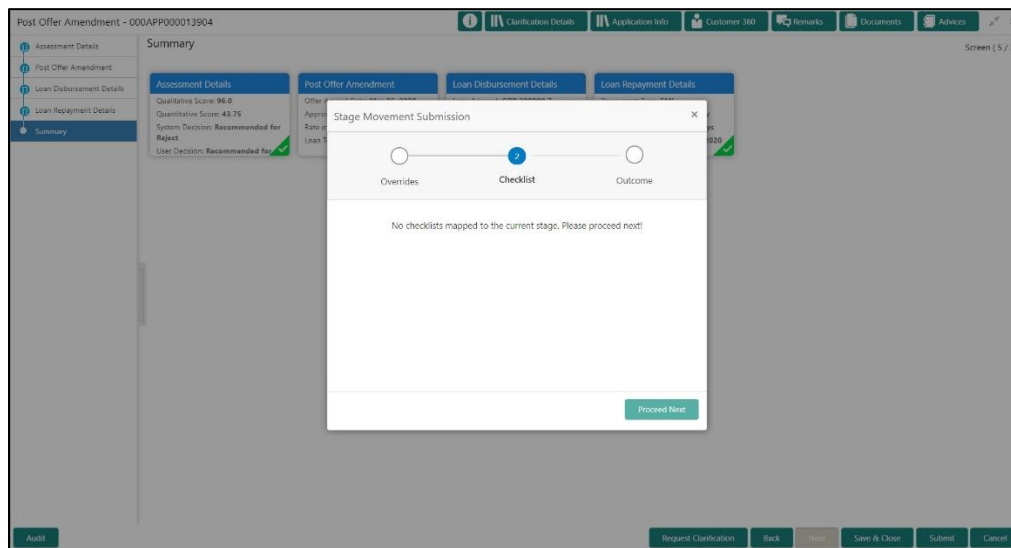 Post Offer Amendment - 000APP000013904
Clarification Details
Application Info
Customer 360
Remarks
Documents
Advices
Assessment Details
Post Offer Amendment
Loan Disbursement Details
Loan Repayment Details
Summary
Summary
Screen ( 5 /
Assessment Details
Qualitative Score: 96.0
Quantitative Score: 43.75
System Decision: Recommended for
Reject
User Decision: Recommended for
Post Offer Amendment
Loan Disbursement Details
Loan Repayment Details
Stage Movement Submission
2
Overrides
Checklist
Outcome
No checklists mapped to the current stage. Please proceed next!
Proceed Next
Audit
Request Clarification
Back
Next
Save & Close
Submit
Cancel